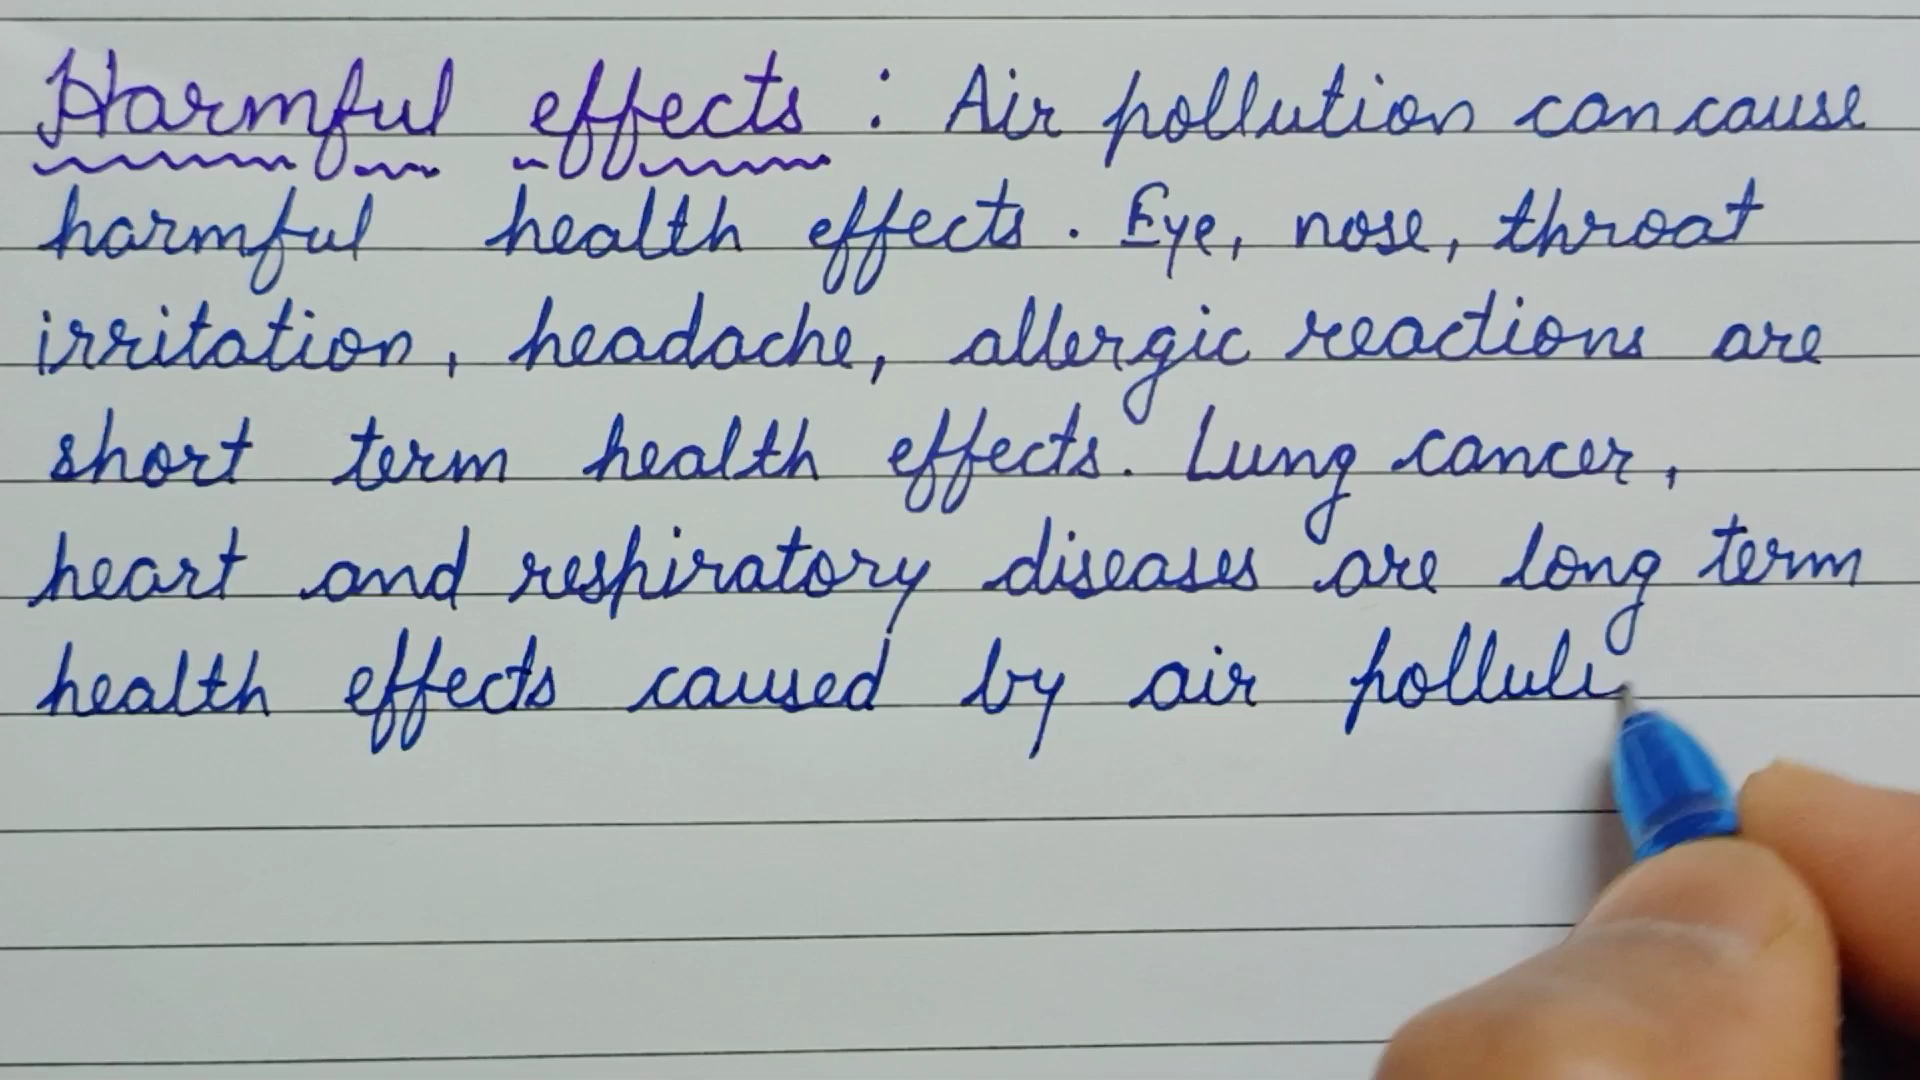 Harmful effects : Air pollution can cause
harmful health effects. Eye, nose, throat
irritation, headache, allergic reactions are
short term health effects. Lung cancer,
heart and respiratory diseases are long term
health effects caused by air polluti